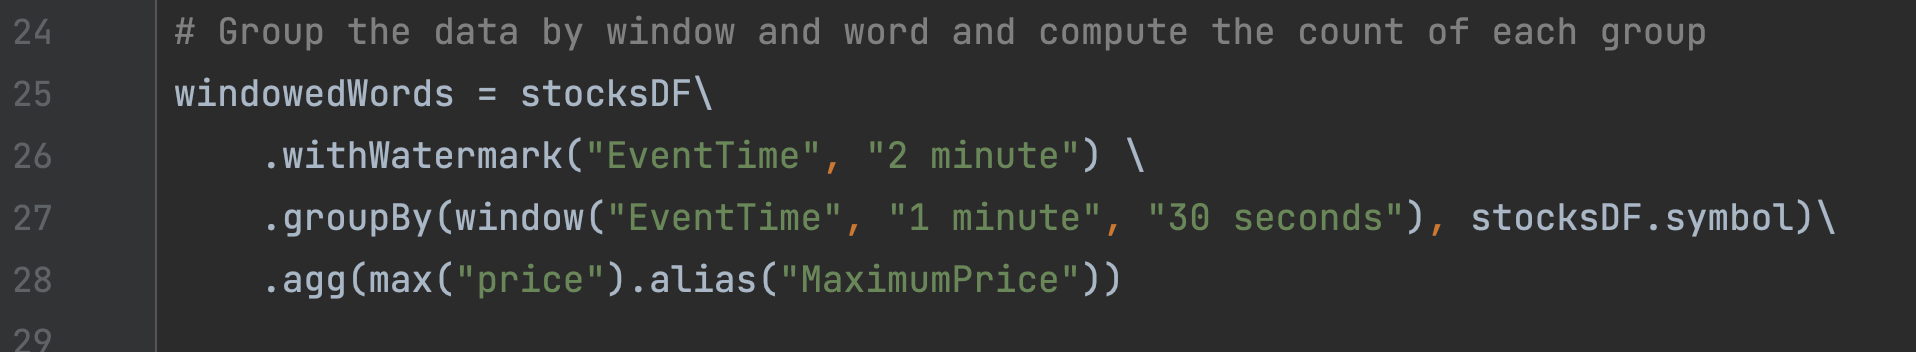 24 # Group the data by window and word and compute the count of each group
25 windowedWords = stocksDF\
26     .withWatermark("EventTime", "2 minute") \
27     .groupBy(window("EventTime", "1 minute", "30 seconds"), stocksDF.symbol)\
28     .agg(max("price").alias("MaximumPrice"))
29